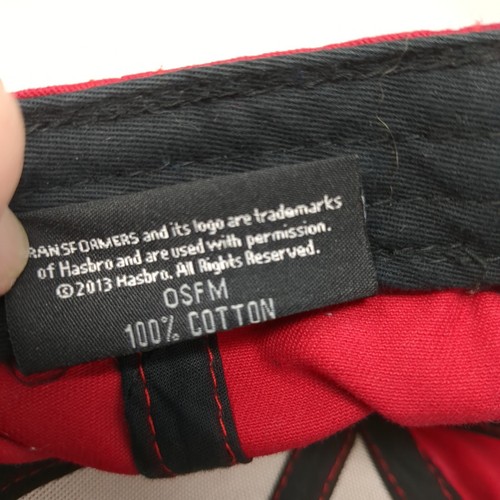 RANSFORMERS and its logo are trademarks
of Hasbro and are used with permission.
© 2013 Hasbro. All Rights Reserved.
OSFM
100% COTTON